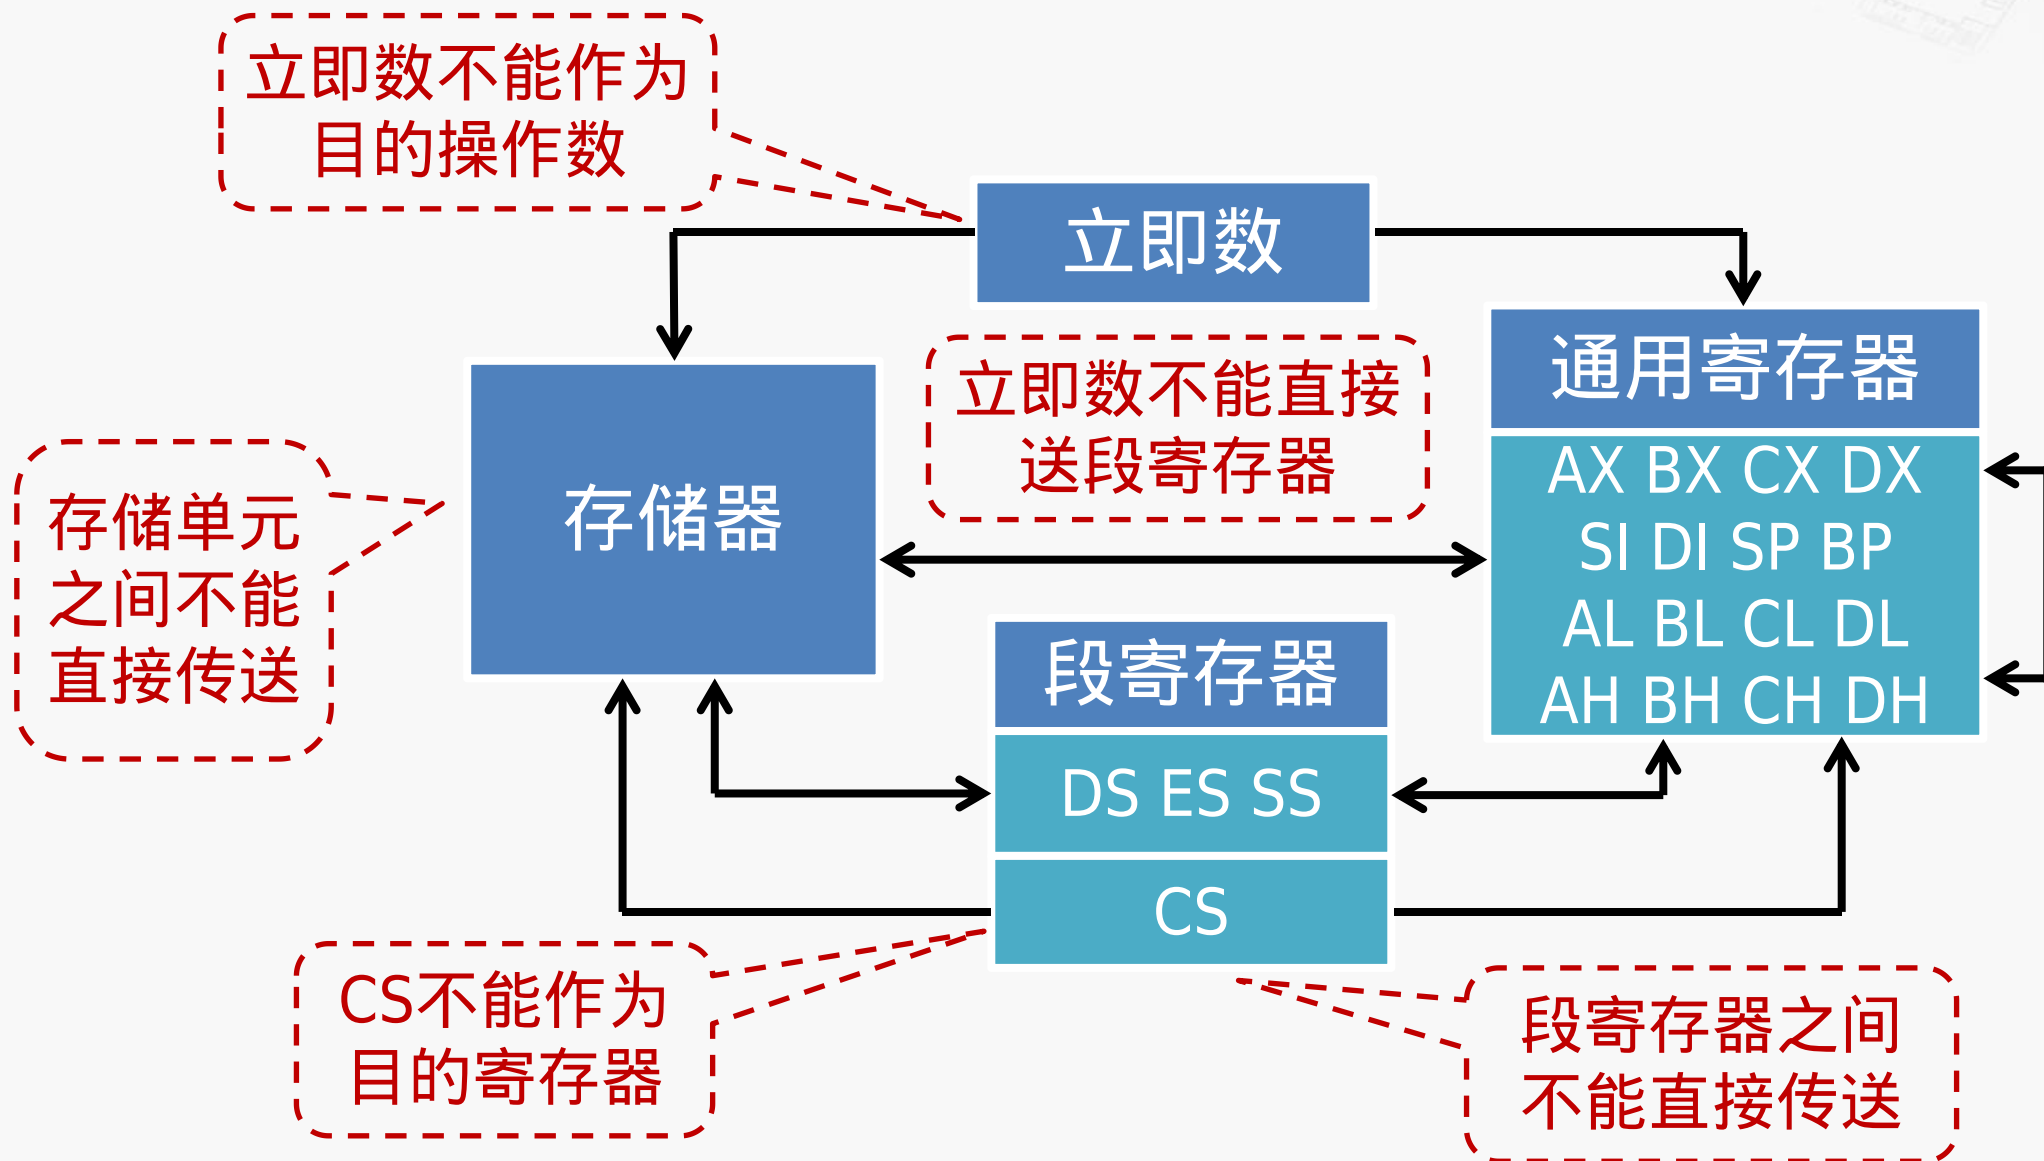 立即数不能作为
目的操作数
立即数
通用寄存器
AX BX CX DX
SI DI SP BP
AL BL CL DL
AH BH CH DH
立即数不能直接
送段寄存器
存储器
存储单元
之间不能
直接传送
段寄存器
DS ES SS
CS
CS不能作为
目的寄存器
段寄存器之间
不能直接传送